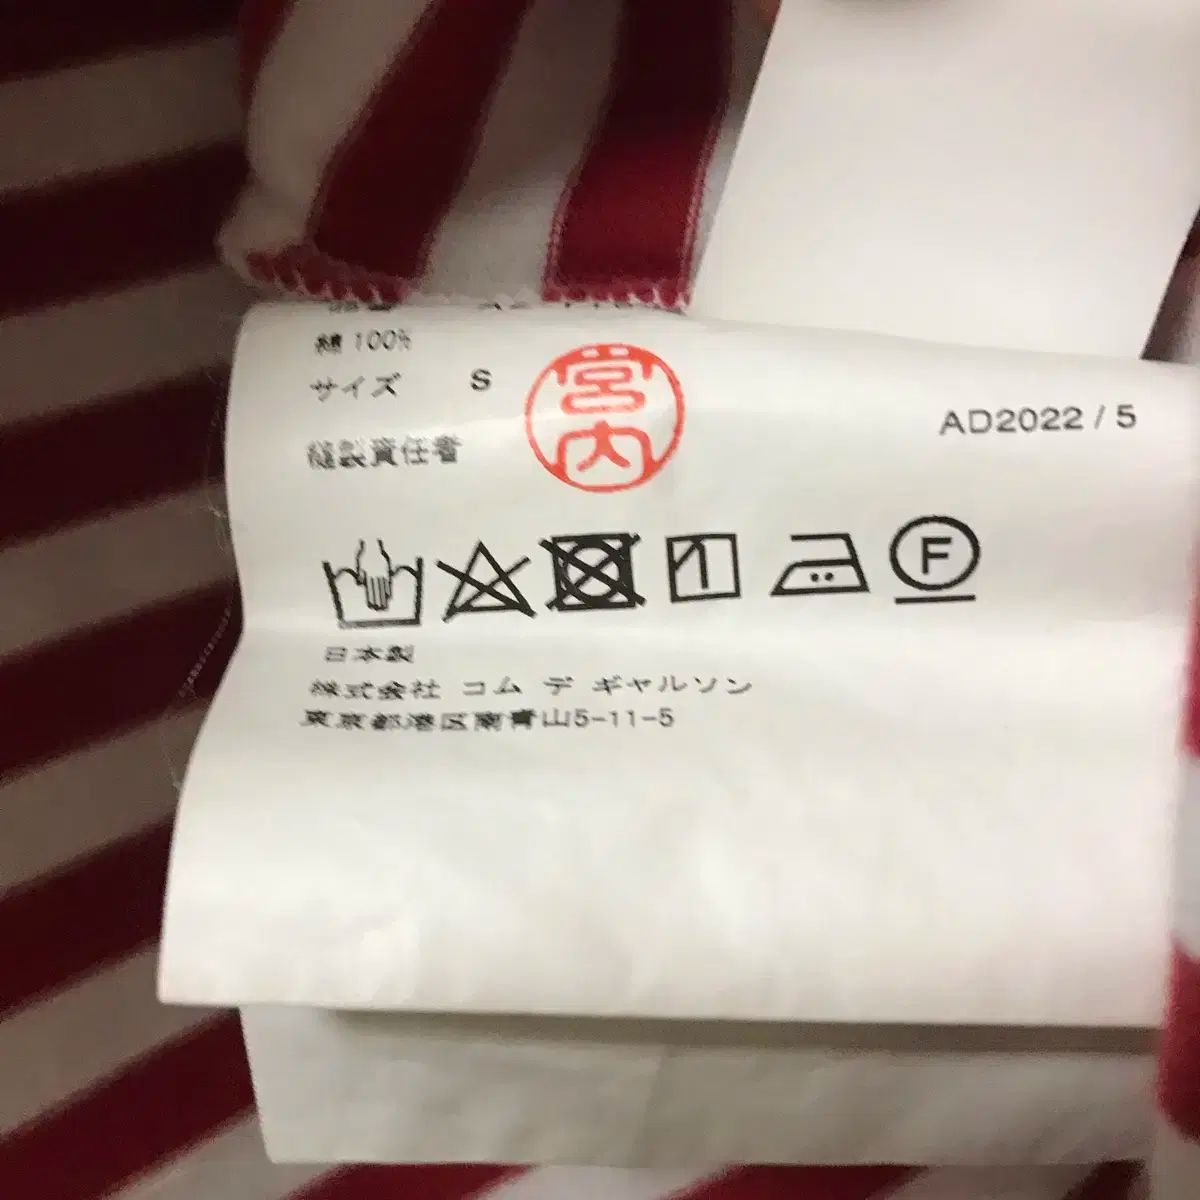 綿 100%
サイズ S
宮内
AD2022 / 5
縫製責任者
F
日本製
株式会社 コム デ ギャルソン
東京都港区南青山5-11-5